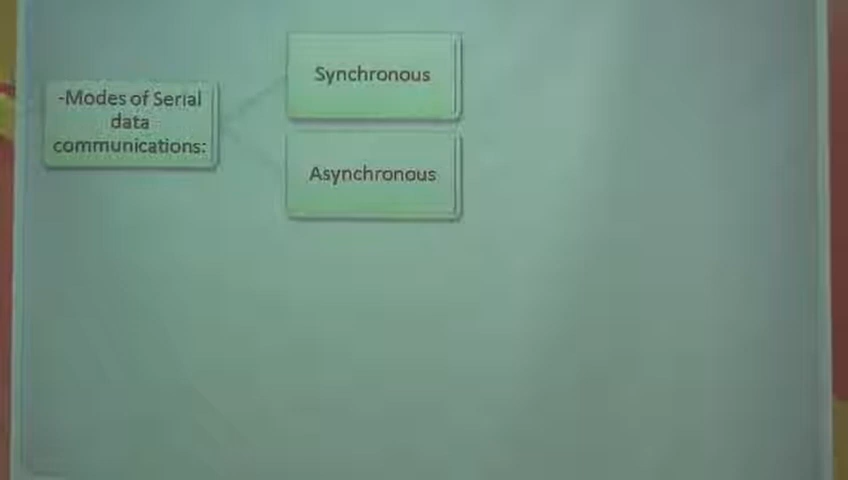 -Modes of Serial
data
communications:
Synchronous
Asynchronous